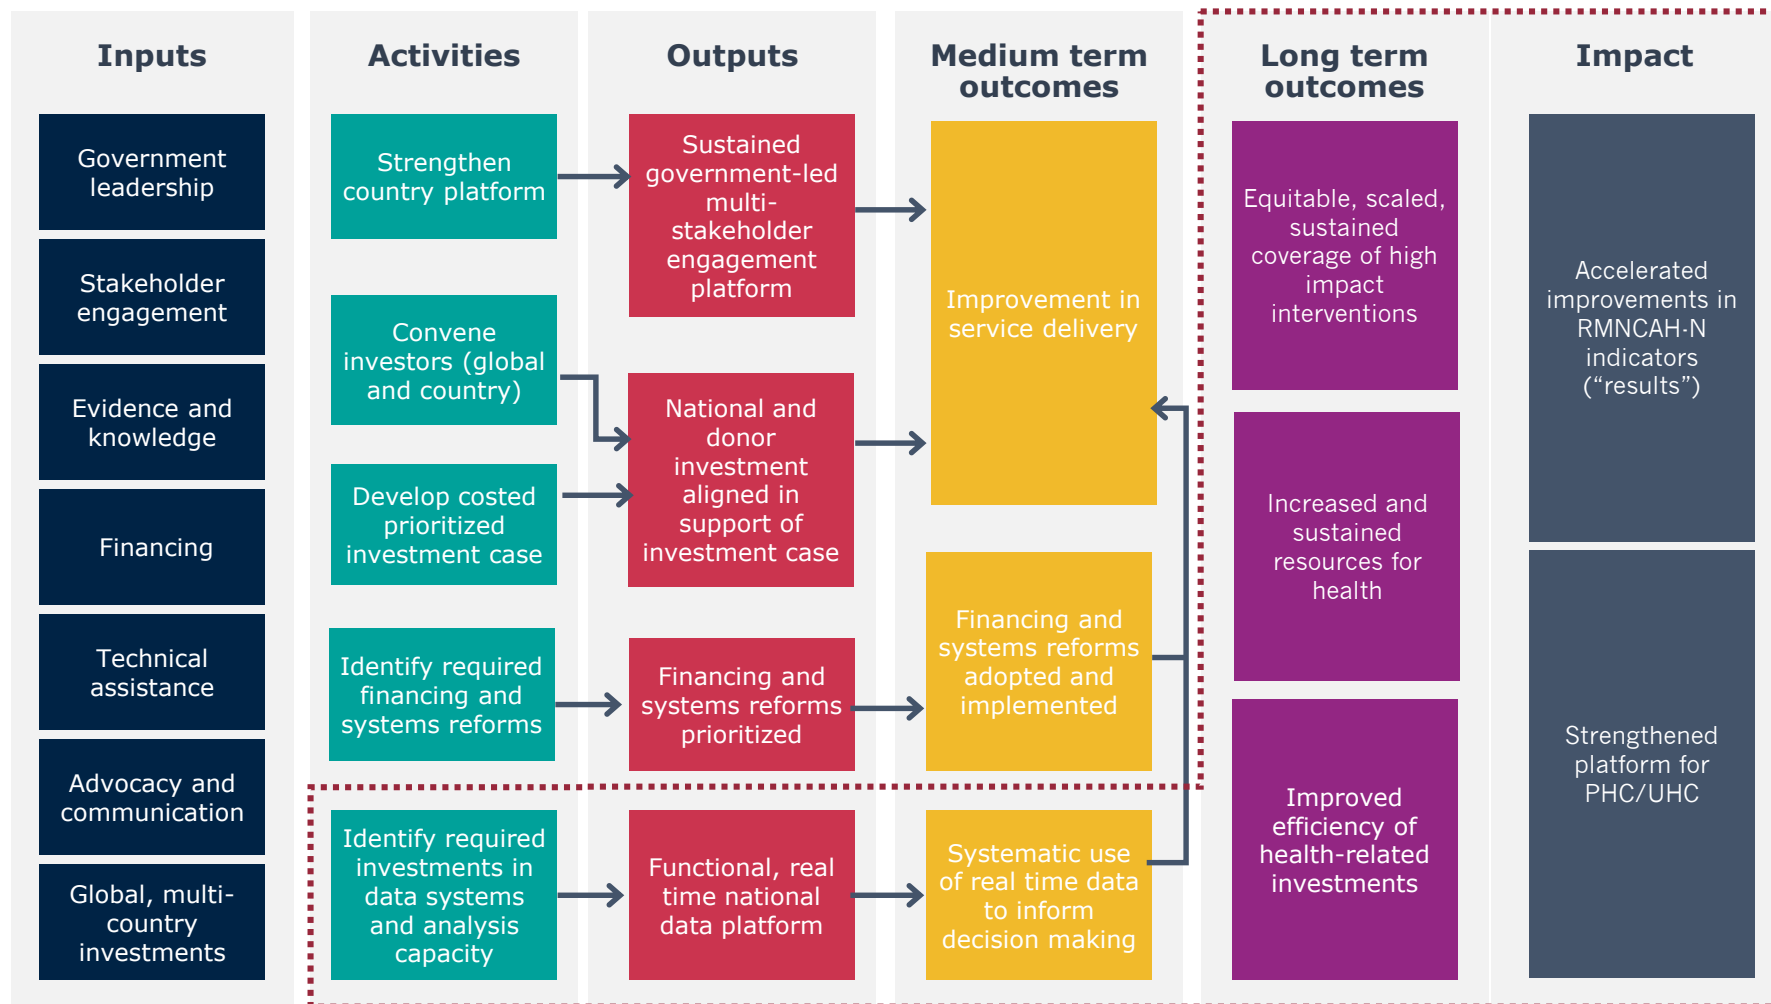 Inputs
Government
leadership
Stakeholder
engagement
Evidence and
knowledge
Financing
Technical
assistance
Advocacy and
communication
Global, multi-
country
investments
Activities
Strengthen
country platform
Convene
investors (global
and country)
Develop costed
prioritized
investment case
Identify required
financing and
systems reforms
Identify required
investments in
data systems
and analysis
capacity
Outputs
Sustained
government-led
multi-
stakeholder
engagement
platform
National and
donor
investment
aligned in
support of
investment case
Financing and
systems reforms
prioritized
Functional, real
time national
data platform
Medium term
outcomes
Improvement in
service delivery
Financing and
systems reforms
adopted and
implemented
Systematic use
of real time data
to inform
decision making
Long term
outcomes
Equitable, scaled,
sustained
coverage of high
impact
interventions
Increased and
sustained
resources for
health
Improved
efficiency of
health-related
investments
Impact
Accelerated
improvements in
RMNCAH-N
indicators
(“results”)
Strengthened
platform for
PHC/UHC